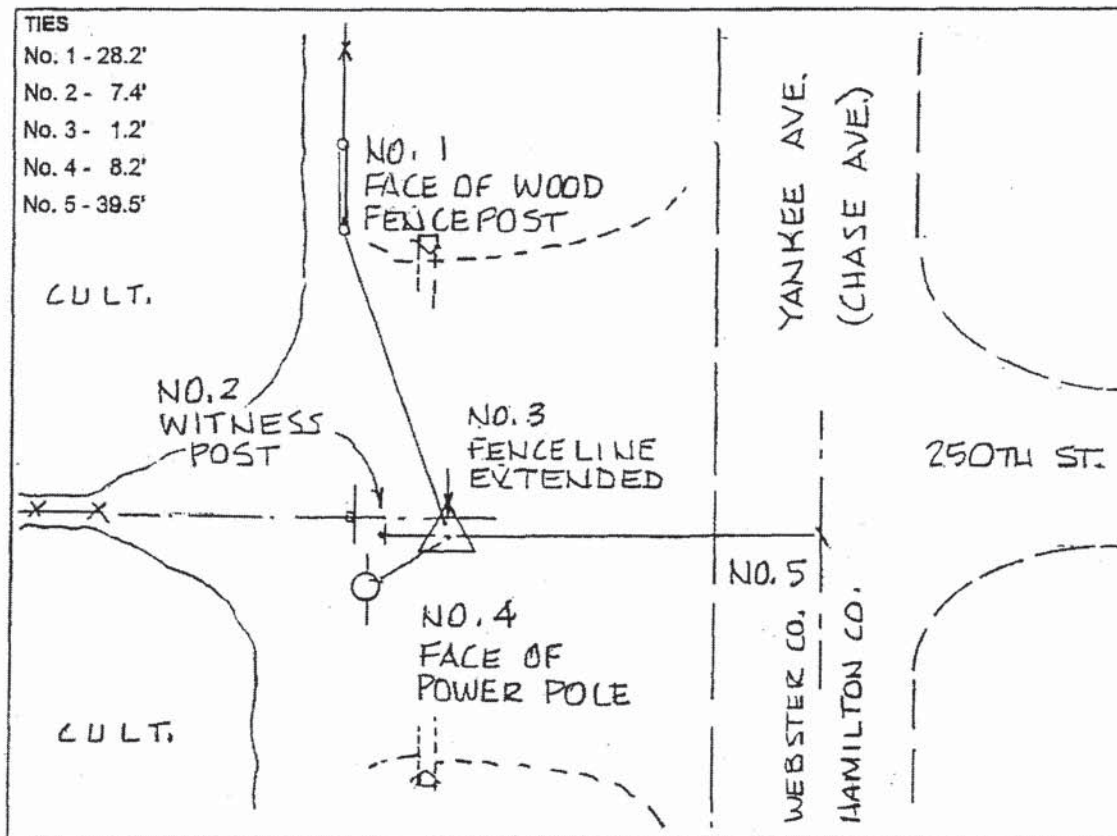 TIES
No. 1 - 28.2'
No. 2 - 7.4'
No. 3 - 1.2'
No. 4 - 8.2'
No. 5 - 39.5'
NO. 1
FACE OF WOOD
FENCEPOST
YANKEE AVE.
(CHASE AVE.)
CULT.
NO. 2
WITNESS
POST
NO. 3
FENCELINE
EXTENDED
250TH ST.
NO. 5
NO. 4
FACE OF
POWER POLE
WEBSTER CO.
HAMILTON CO.
CULT.